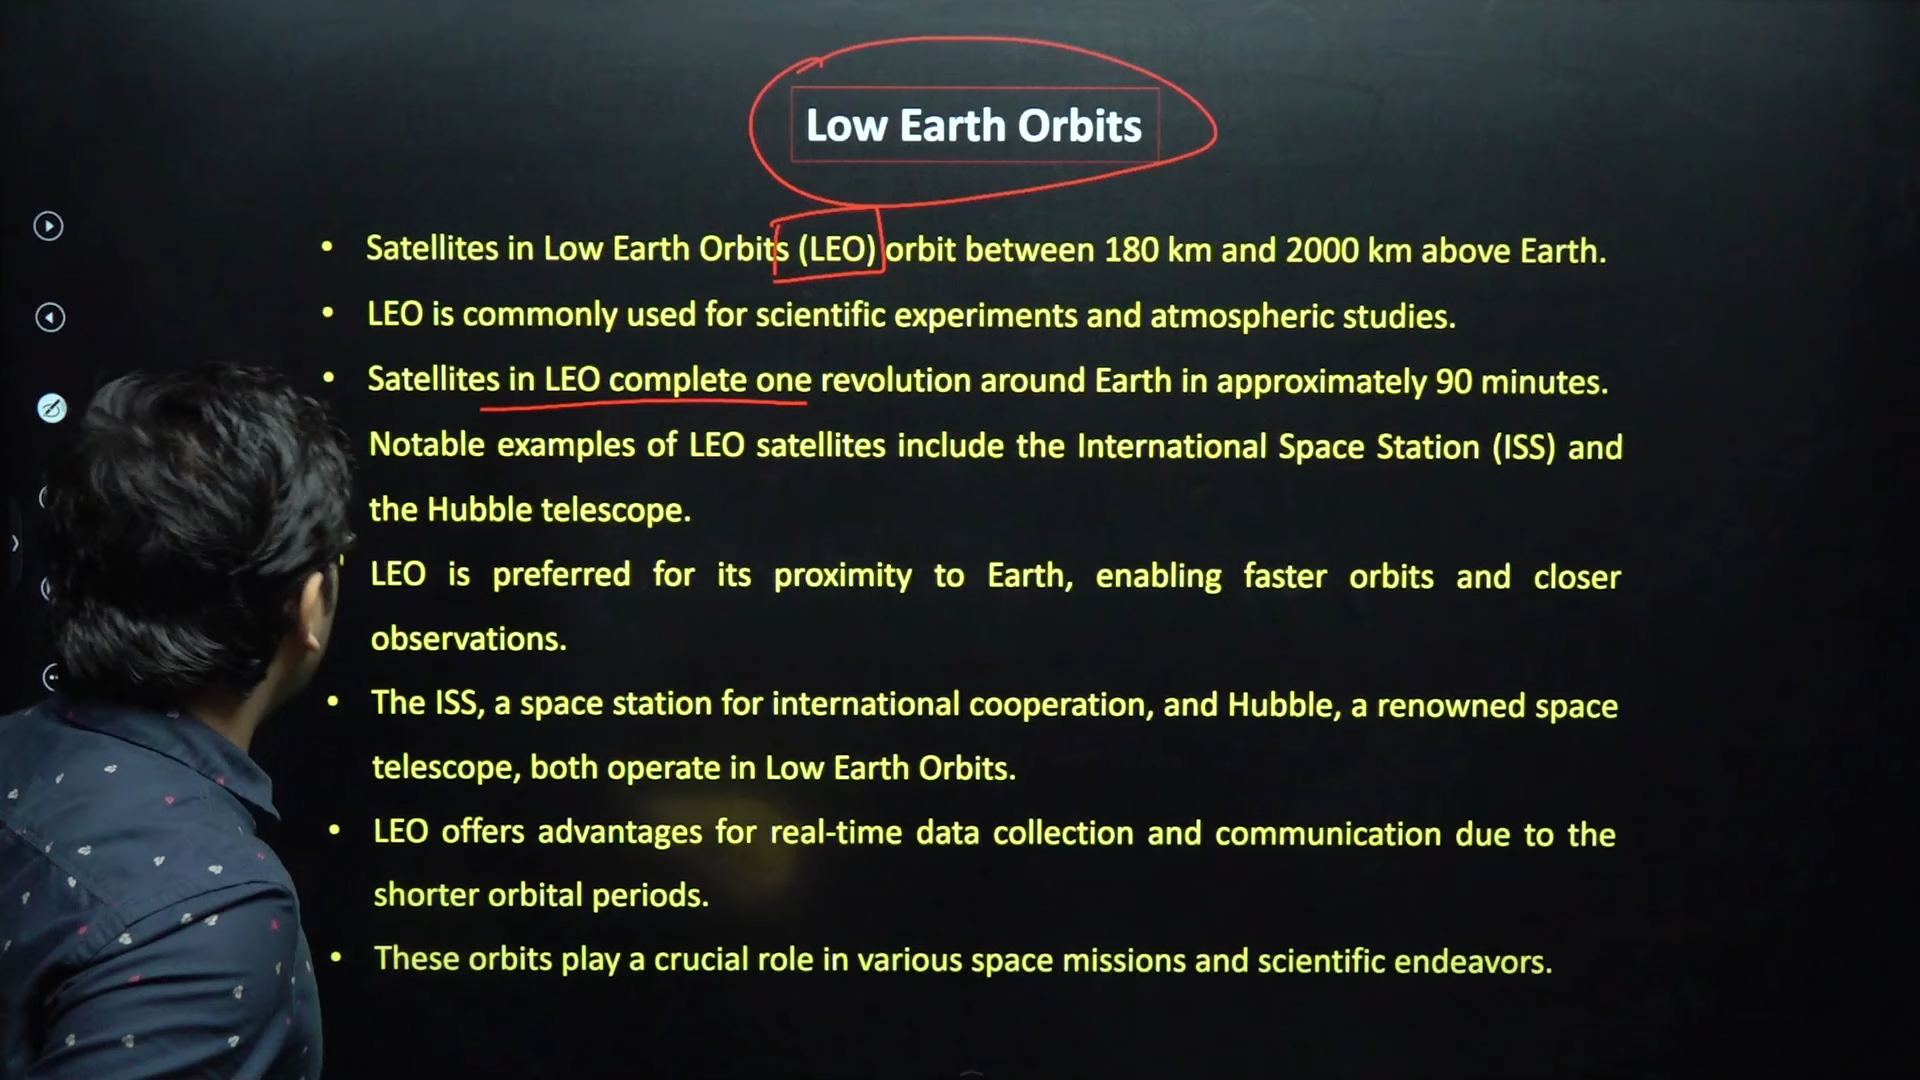 Low Earth Orbits
• Satellites in Low Earth Orbits (LEO) orbit between 180 km and 2000 km above Earth.
• LEO is commonly used for scientific experiments and atmospheric studies.
• Satellites in LEO complete one revolution around Earth in approximately 90 minutes.
Notable examples of LEO satellites include the International Space Station (ISS) and
the Hubble telescope.
LEO is preferred for its proximity to Earth, enabling faster orbits and closer
observations.
• The ISS, a space station for international cooperation, and Hubble, a renowned space
telescope, both operate in Low Earth Orbits.
• LEO offers advantages for real-time data collection and communication due to the
shorter orbital periods.
• These orbits play a crucial role in various space missions and scientific endeavors.